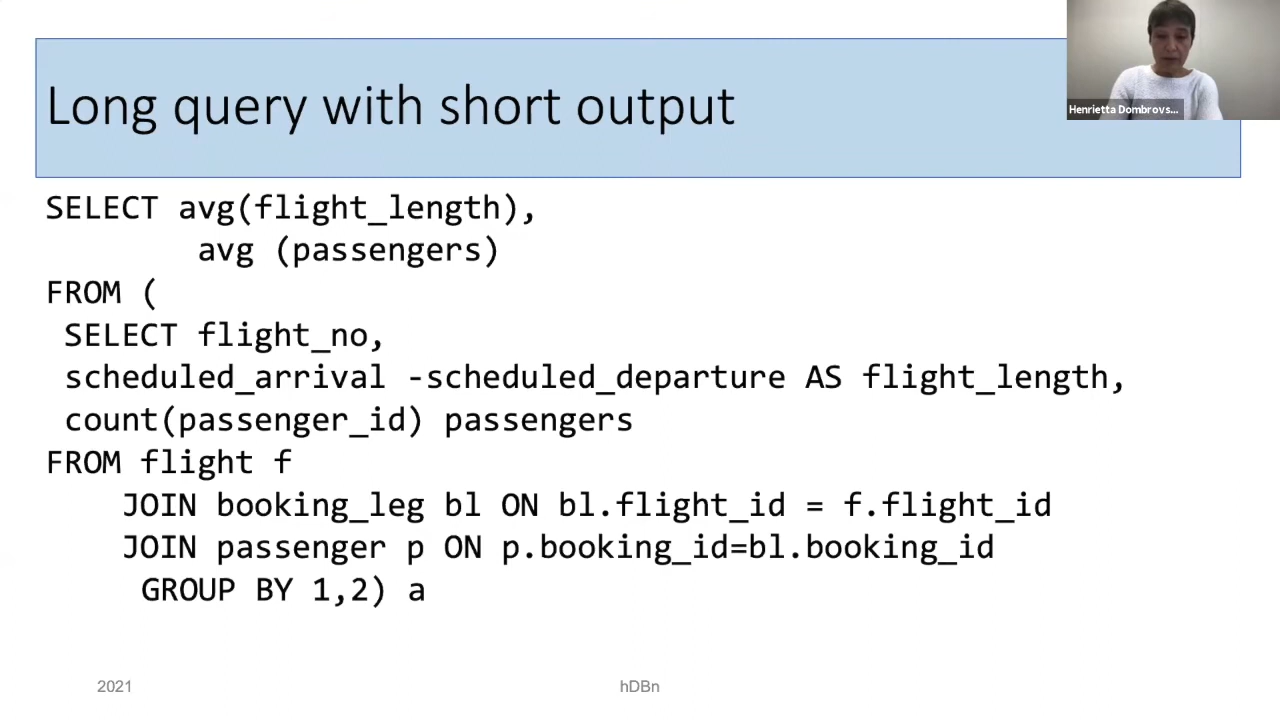 Long query with short output
Henrietta Dombrovs...
SELECT avg(flight_length),
avg (passengers)
FROM (
SELECT flight_no,
scheduled_arrival -scheduled_departure AS flight_length,
count(passenger_id) passengers
FROM flight f
JOIN booking_leg bl ON bl.flight_id = f.flight_id
JOIN passenger p ON p.booking_id=bl.booking_id
GROUP BY 1,2) a
2021
hDBn